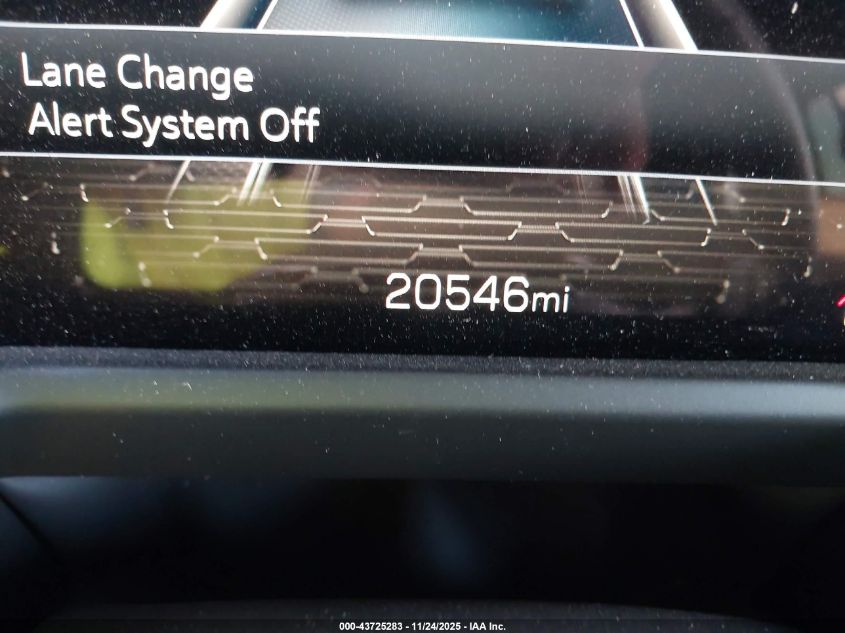 Lane Change
Alert System Off
20546mi
000-43725283 - 11/24/2025 - IAA Inc.